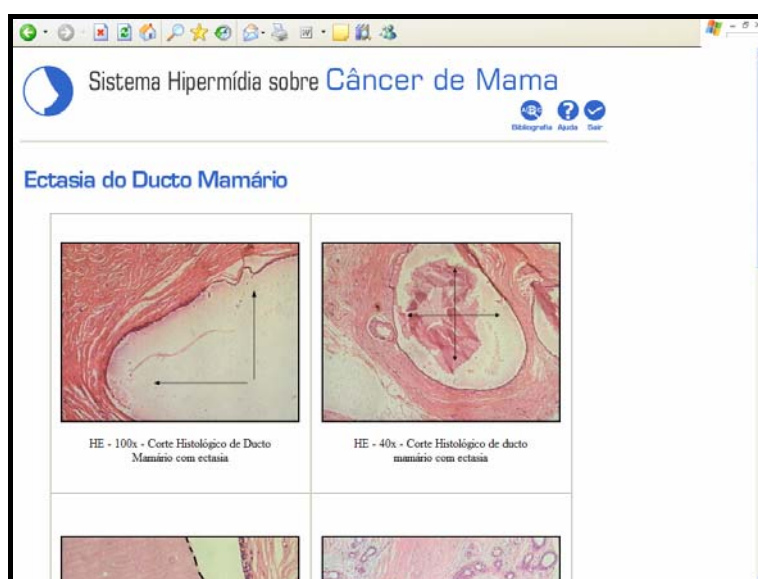 Sistema Hipermídia sobre Câncer de Mama
Bibliografia Ajuda Sair
Ectasia do Ducto Mamário
HE - 100x - Corte Histológico de Ducto
Mamário com ectasia
HE - 40x - Corte Histológico de ducto
mamário com ectasia